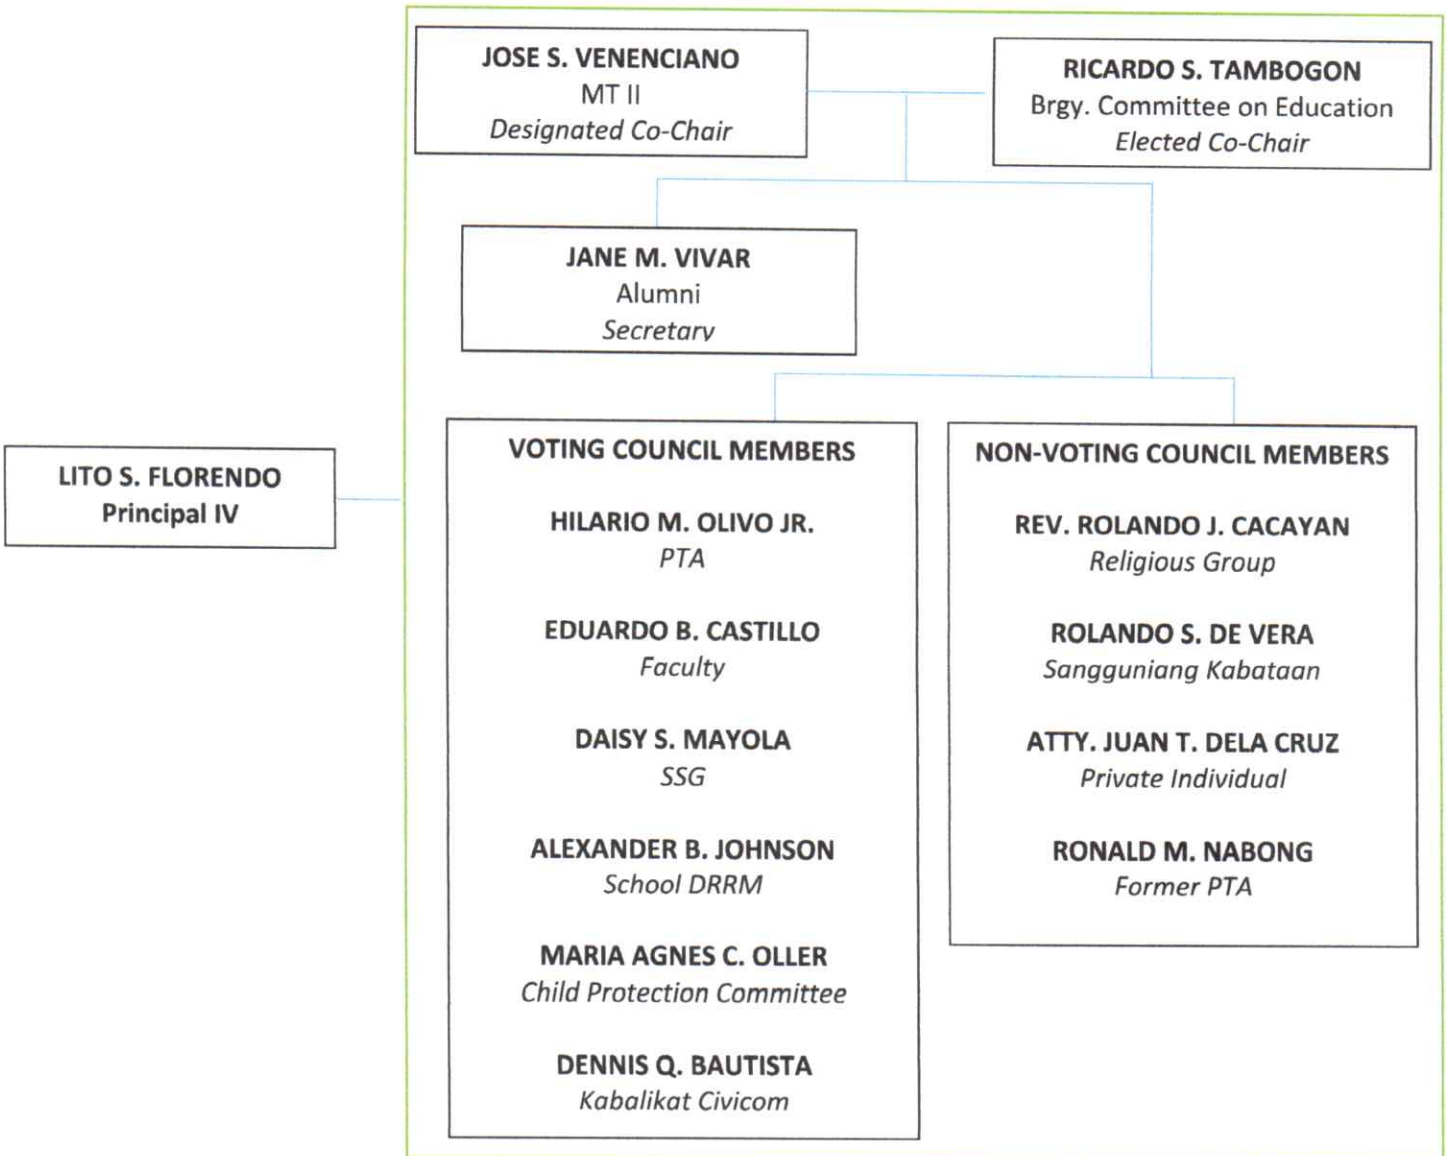 JOSE S. VENENCIANO
MT II
Designated Co-Chair
RICARDO S. TAMBOGON
Brgy. Committee on Education
Elected Co-Chair
JANE M. VIVAR
Alumni
Secretary
LITO S. FLORENDO
Principal IV
VOTING COUNCIL MEMBERS
HILARIO M. OLIVO JR.
PTA
EDUARDO B. CASTILLO
Faculty
DAISY S. MAYOLA
SSG
ALEXANDER B. JOHNSON
School DRRM
MARIA AGNES C. OLLER
Child Protection Committee
DENNIS Q. BAUTISTA
Kabalikat Civicom
NON-VOTING COUNCIL MEMBERS
REV. ROLANDO J. CACAYAN
Religious Group
ROLANDO S. DE VERA
Sangguniang Kabataan
ATTY. JUAN T. DELA CRUZ
Private Individual
RONALD M. NABONG
Former PTA